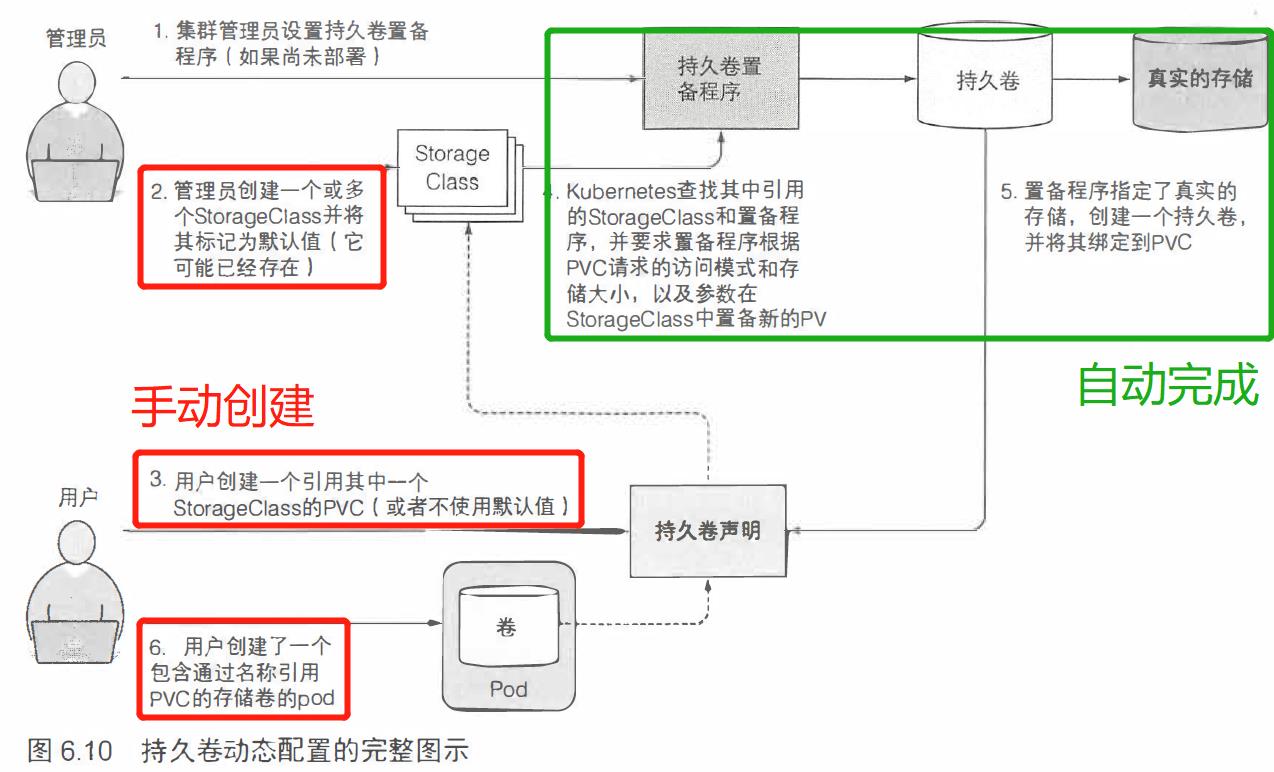 管理员
1. 集群管理员设置持久卷置备
程序（如果尚未部署）
持久卷置
备程序
持久卷
真实的存储
Storage
Class
2. 管理员创建一个或多
个StorageClass并将
其标记为默认值（它
可能已经存在）
4. Kubernetes查找其中引用
的StorageClass和置备程
序，并要求置备程序根据
PVC请求的访问模式和存
储大小，以及参数在
StorageClass中置备新的PV
5. 置备程序指定了真实的
存储，创建一个持久卷，
并将其绑定到PVC
手动创建
自动完成
用户
3. 用户创建一个引用其中一个
StorageClass的PVC（或者不使用默认值）
持久卷声明
6. 用户创建了一个
包含通过名称引用
PVC的存储卷的pod
卷
Pod
图 6.10 持久卷动态配置的完整图示